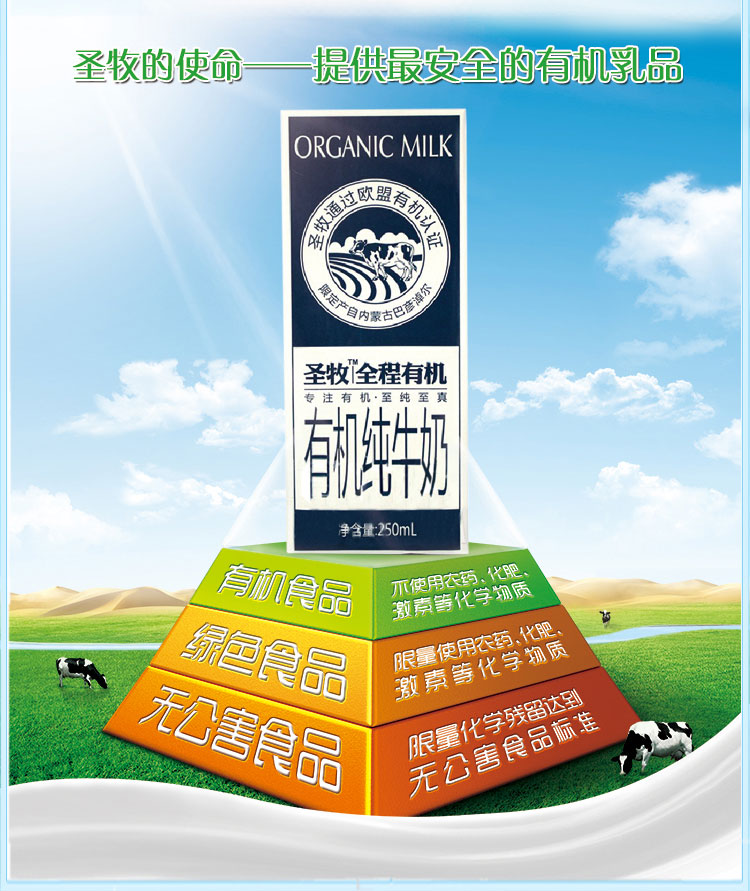 圣牧的使命——提供最安全的有机乳品
ORGANIC MILK
圣牧通过欧盟有机认证
限定产自内蒙古巴彦淖尔
圣牧™全程有机
专注有机·至纯至真
有机纯牛奶
净含量:250mL
有机食品
不使用农药、化肥、
激素等化学物质
绿色食品
限量使用农药、化肥、
激素等化学物质
无公害食品
限量化学残留达到
无公害食品标准